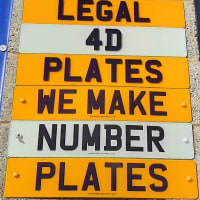 LEGAL
4D
PLATES
WE MAKE
NUMBER
PLATES